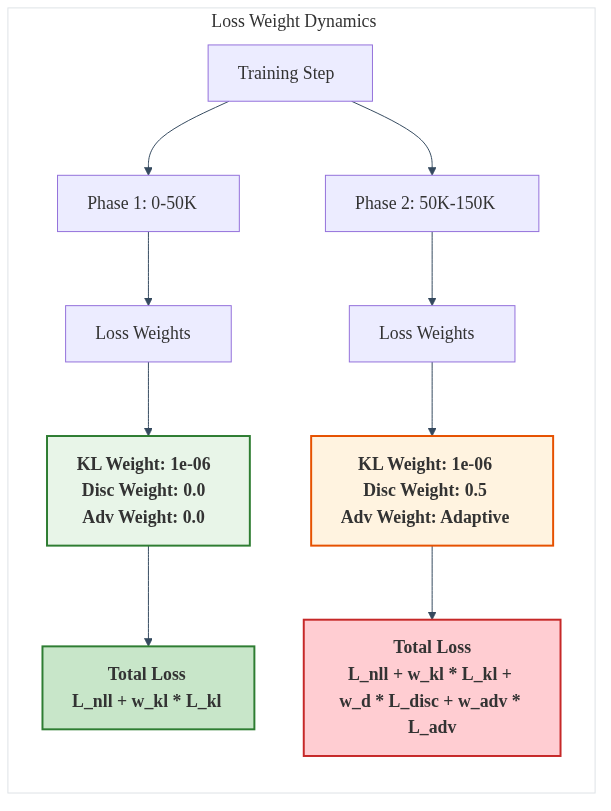 Loss Weight Dynamics
Training Step
Phase 1: 0-50K
Phase 2: 50K-150K
Loss Weights
Loss Weights
KL Weight: 1e-06
Disc Weight: 0.0
Adv Weight: 0.0
KL Weight: 1e-06
Disc Weight: 0.5
Adv Weight: Adaptive
Total Loss
L_nll + w_kl * L_kl
Total Loss
L_nll + w_kl * L_kl +
w_d * L_disc + w_adv *
L_adv